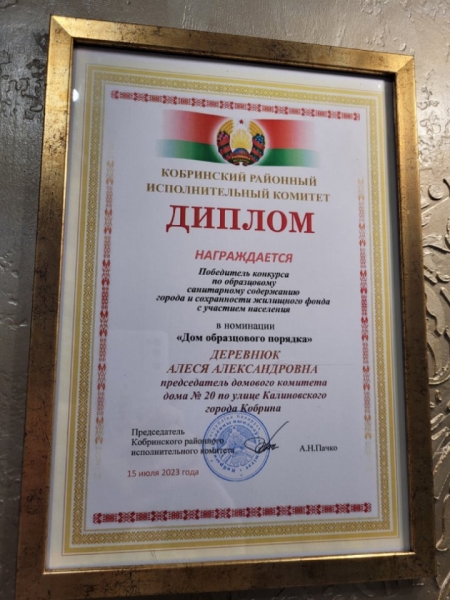 КОБРИНСКИЙ РАЙОННЫЙ
ИСПОЛНИТЕЛЬНЫЙ КОМИТЕТ
ДИПЛОМ
НАГРАЖДАЕТСЯ
Победитель конкурса
по образцовому
санитарному содержанию
города и сохранности жилищного фонда
с участием населения
в номинации
«Дом образцового порядка»
ДЕРЕВНЮК
АЛЕСЯ АЛЕКСАНДРОВНА
председатель домового комитета
дома № 20 по улице Калиновского
города Кобрина
Председатель
Кобринского районного
исполнительного комитета
А.Н.Пачко
15 июля 2023 года